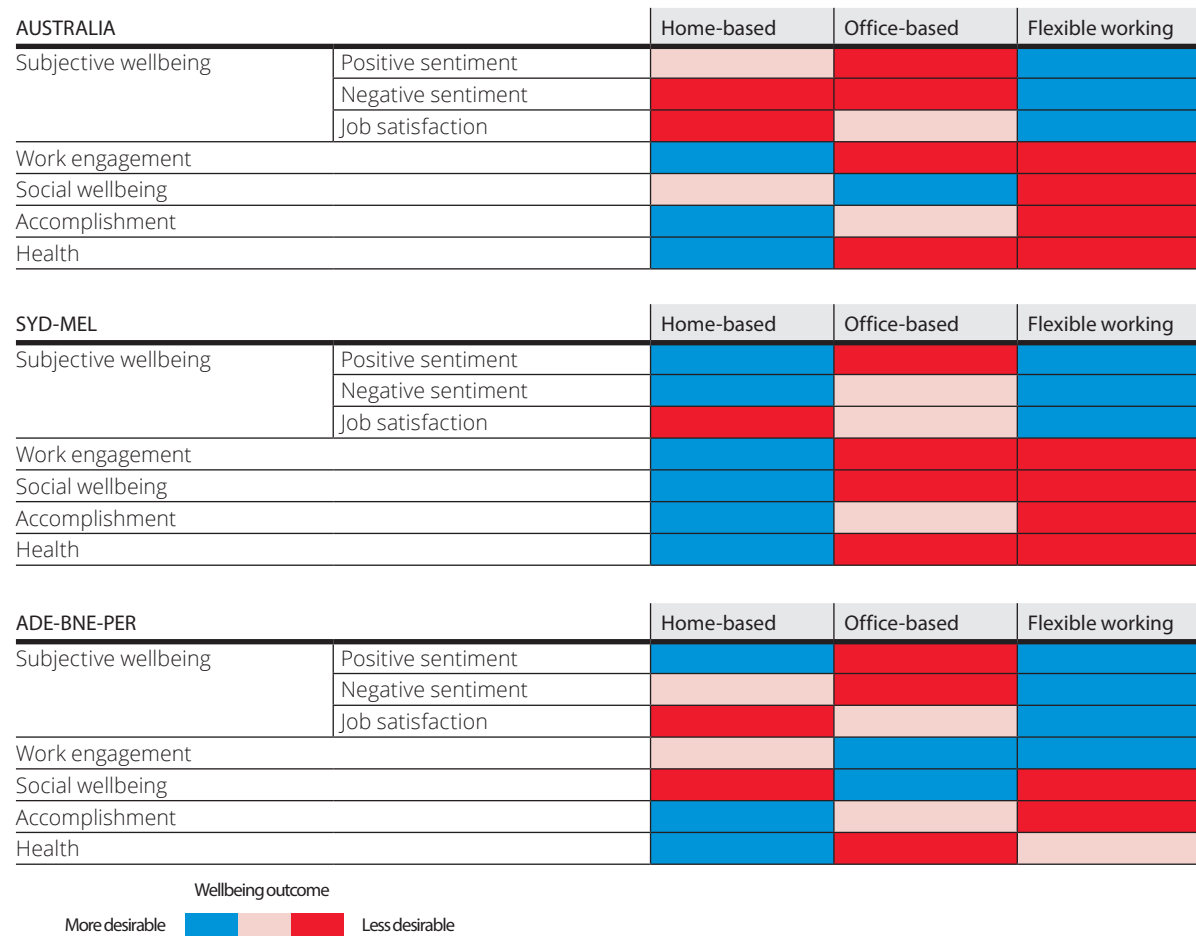 AUSTRALIA Home-based Office-based Flexible working
Subjective wellbeing Positive sentiment
Negative sentiment
Job satisfaction
Work engagement
Social wellbeing
Accomplishment
Health
SYD-MEL Home-based Office-based Flexible working
Subjective wellbeing Positive sentiment
Negative sentiment
Job satisfaction
Work engagement
Social wellbeing
Accomplishment
Health
ADE-BNE-PER Home-based Office-based Flexible working
Subjective wellbeing Positive sentiment
Negative sentiment
Job satisfaction
Work engagement
Social wellbeing
Accomplishment
Health
Wellbeing outcome
More desirable Less desirable